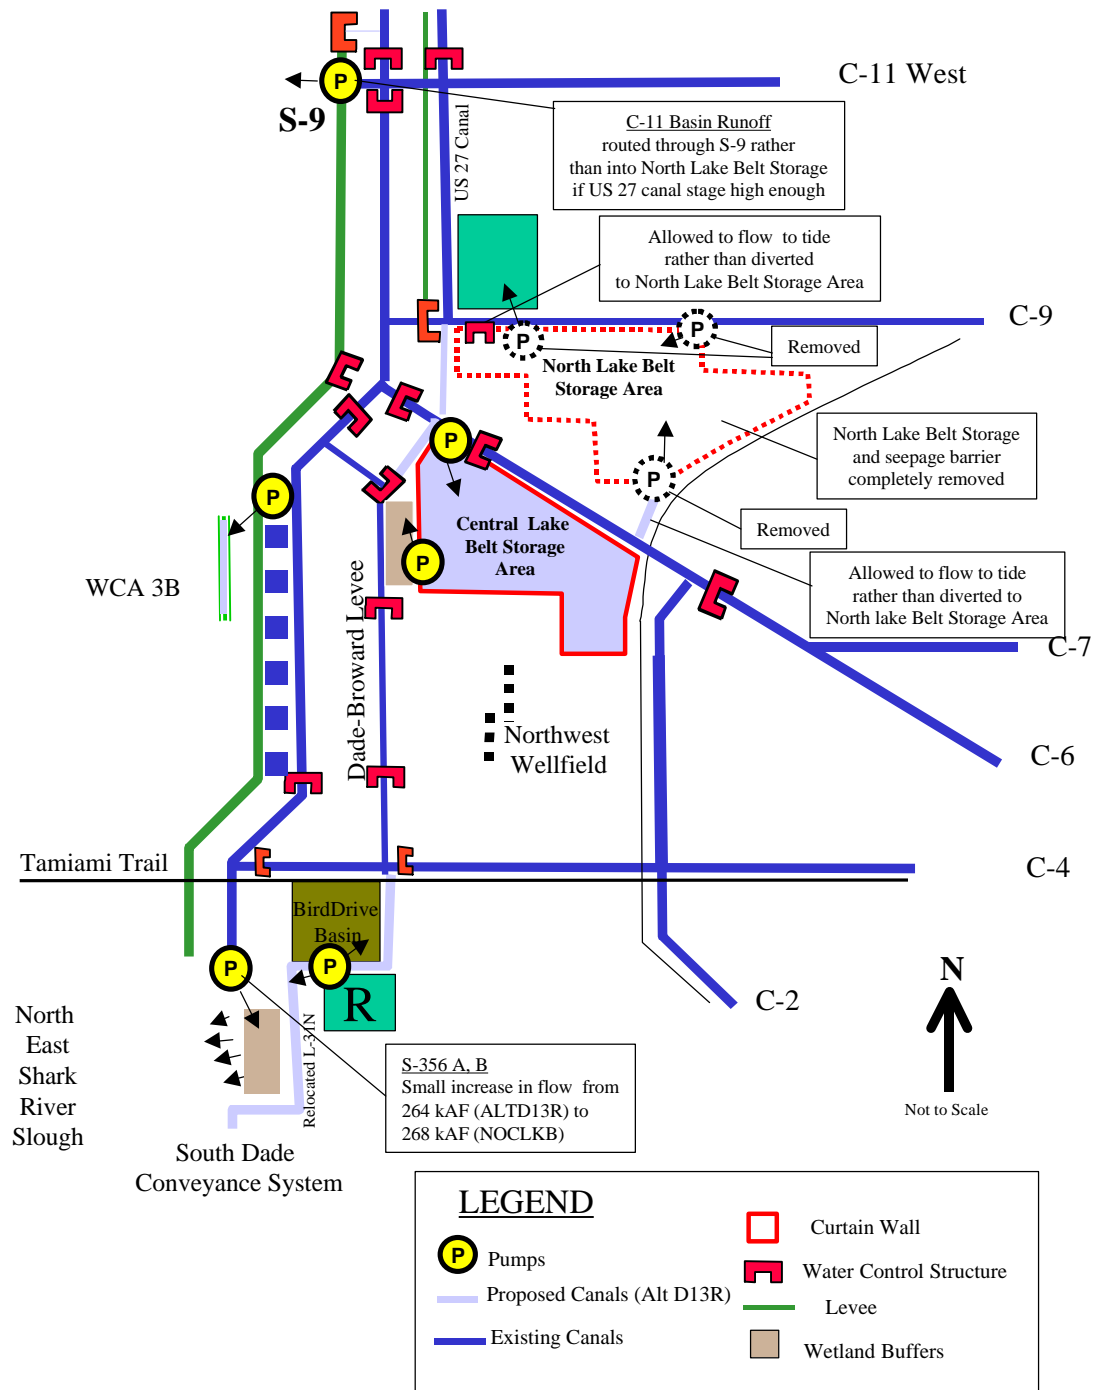 C-11 West
P
S-9
C-11 Basin Runoff
routed through S-9 rather
than into North Lake Belt Storage
if US 27 canal stage high enough
US 27 Canal
Allowed to flow to tide
rather than diverted
to North Lake Belt Storage Area
C-9
P
P
Removed
North Lake Belt
Storage Area
P
North Lake Belt Storage
and seepage barrier
completely removed
P
P
Central Lake
Belt Storage
Area
Removed
P
WCA 3B
Allowed to flow to tide
rather than diverted to
North lake Belt Storage Area
C-7
Dade-Broward Levee
Northwest
Wellfield
C-6
Tamiami Trail
C-4
BirdDrive
Basin
P
P
R
C-2
N
Not to Scale
North
East
Shark
River
Slough
Relocated L-31N
S-356 A, B
Small increase in flow from
264 kAF (ALTD13R) to
268 kAF (NOCLKB)
South Dade
Conveyance System
LEGEND
P Pumps
Proposed Canals (Alt D13R)
Existing Canals
Curtain Wall
Water Control Structure
Levee
Wetland Buffers